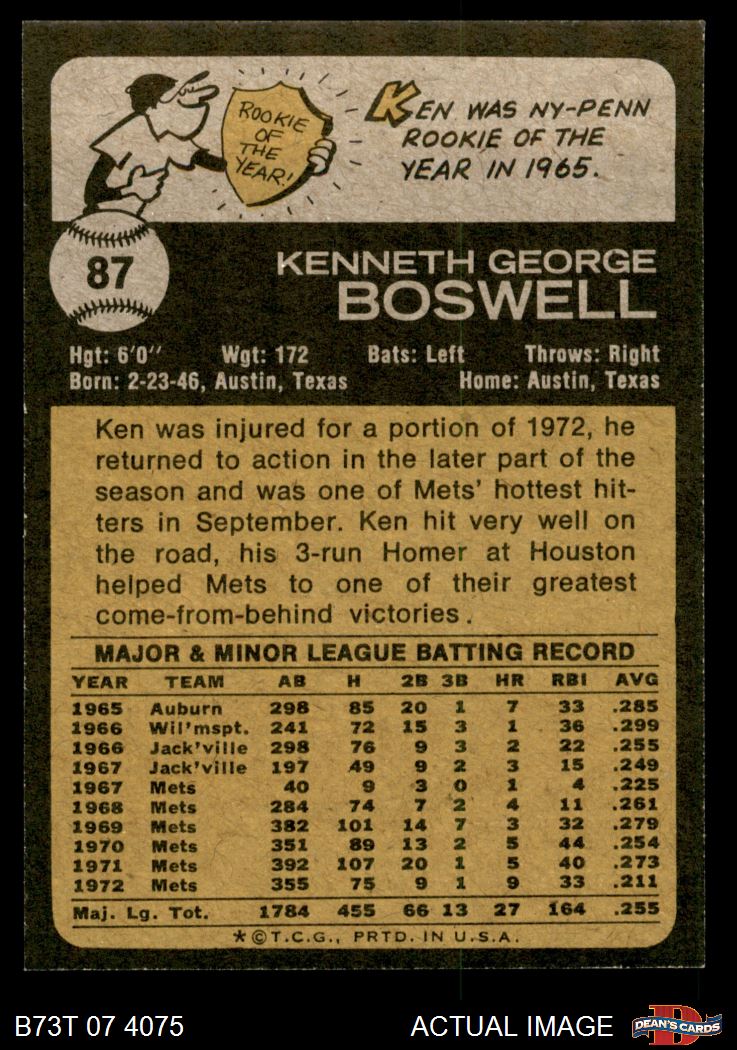 ROOKIE
OF
THE
YEAR!
KEN WAS NY-PENN
ROOKIE OF THE
YEAR IN 1965.
87
KENNETH GEORGE
BOSWELL
Hgt: 6'0'' Wgt: 172 Bats: Left Throws: Right
Born: 2-23-46, Austin, Texas Home: Austin, Texas
Ken was injured for a portion of 1972, he
returned to action in the later part of the
season and was one of Mets' hottest hit-
ters in September. Ken hit very well on
the road, his 3-run Homer at Houston
helped Mets to one of their greatest
come-from-behind victories.
MAJOR & MINOR LEAGUE BATTING RECORD
YEAR TEAM AB H 2B 3B HR RBI AVG
1965 Auburn 298 85 20 1 7 33 .285
1966 Wil'mspt. 241 72 15 3 1 36 .299
1966 Jack'ville 298 76 9 3 2 22 .255
1967 Jack'ville 197 49 9 2 3 15 .249
1967 Mets 40 9 3 0 1 4 .225
1968 Mets 284 74 7 2 4 11 .261
1969 Mets 382 101 14 7 3 32 .279
1970 Mets 351 89 13 2 5 44 .254
1971 Mets 392 107 20 1 5 40 .273
1972 Mets 355 75 9 1 9 33 .211
Maj. Lg. Tot. 1784 455 66 13 27 164 .255
*©T.C.G., PRTD. IN U.S.A.
B73T 07 4075 ACTUAL IMAGE
DEAN'S CARDS